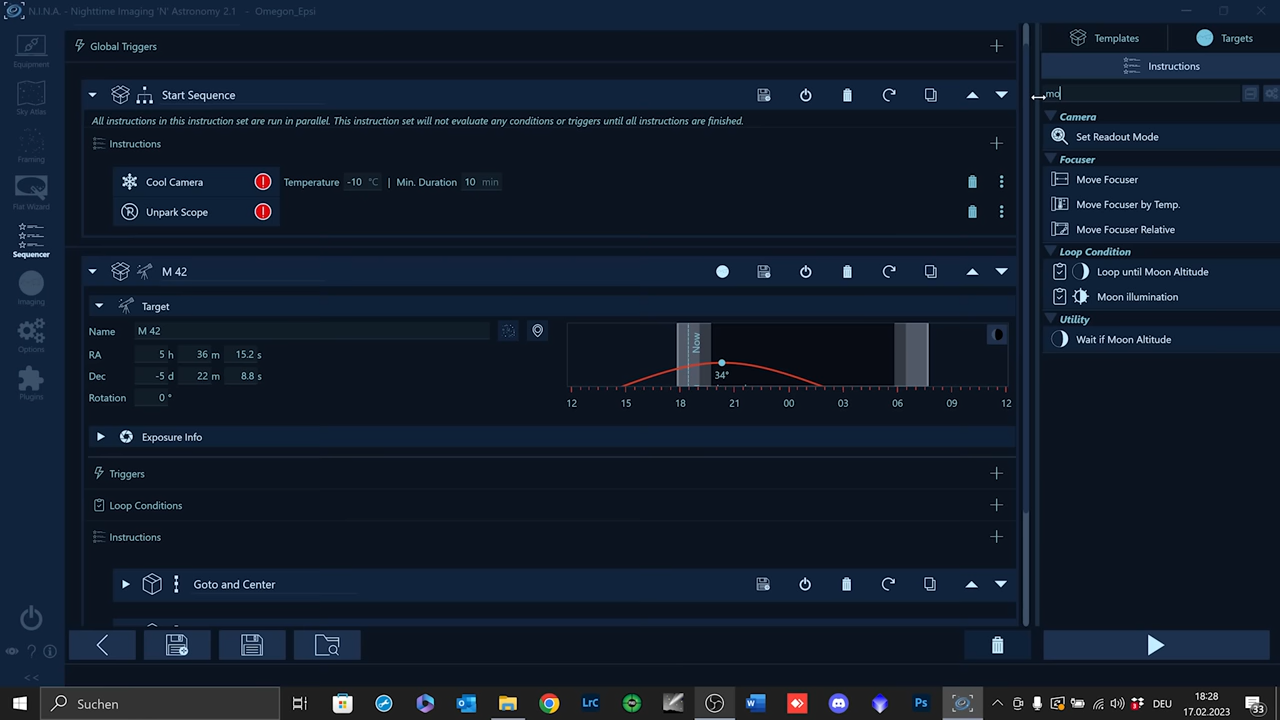 N.I.N.A. - Nighttime Imaging 'N' Astronomy 2.1 - Omegon_Epsi
Equipment
Sky Atlas
Framing
Flat Wizard
Sequencer
Imaging
Options
Plugins
<<
Global Triggers
Start Sequence
All instructions in this instruction set are run in parallel. This instruction set will not evaluate any conditions or triggers until all instructions are finished.
Instructions
Cool Camera ! Temperature -10 °C | Min. Duration 10 min
Unpark Scope !
M 42
Target
Name M 42
RA 5 h 36 m 15.2 s
Dec -5 d 22 m 8.8 s
Rotation 0 °
Now
34°
12 15 18 21 00 03 06 09 12
Exposure Info
Triggers
Loop Conditions
Instructions
Goto and Center
Templates Targets
Instructions
mo
Camera
Set Readout Mode
Focuser
Move Focuser
Move Focuser by Temp.
Move Focuser Relative
Loop Condition
Loop until Moon Altitude
Moon illumination
Utility
Wait if Moon Altitude
Suchen
LrC
Ps
DEU
18:28
17.02.2023
33